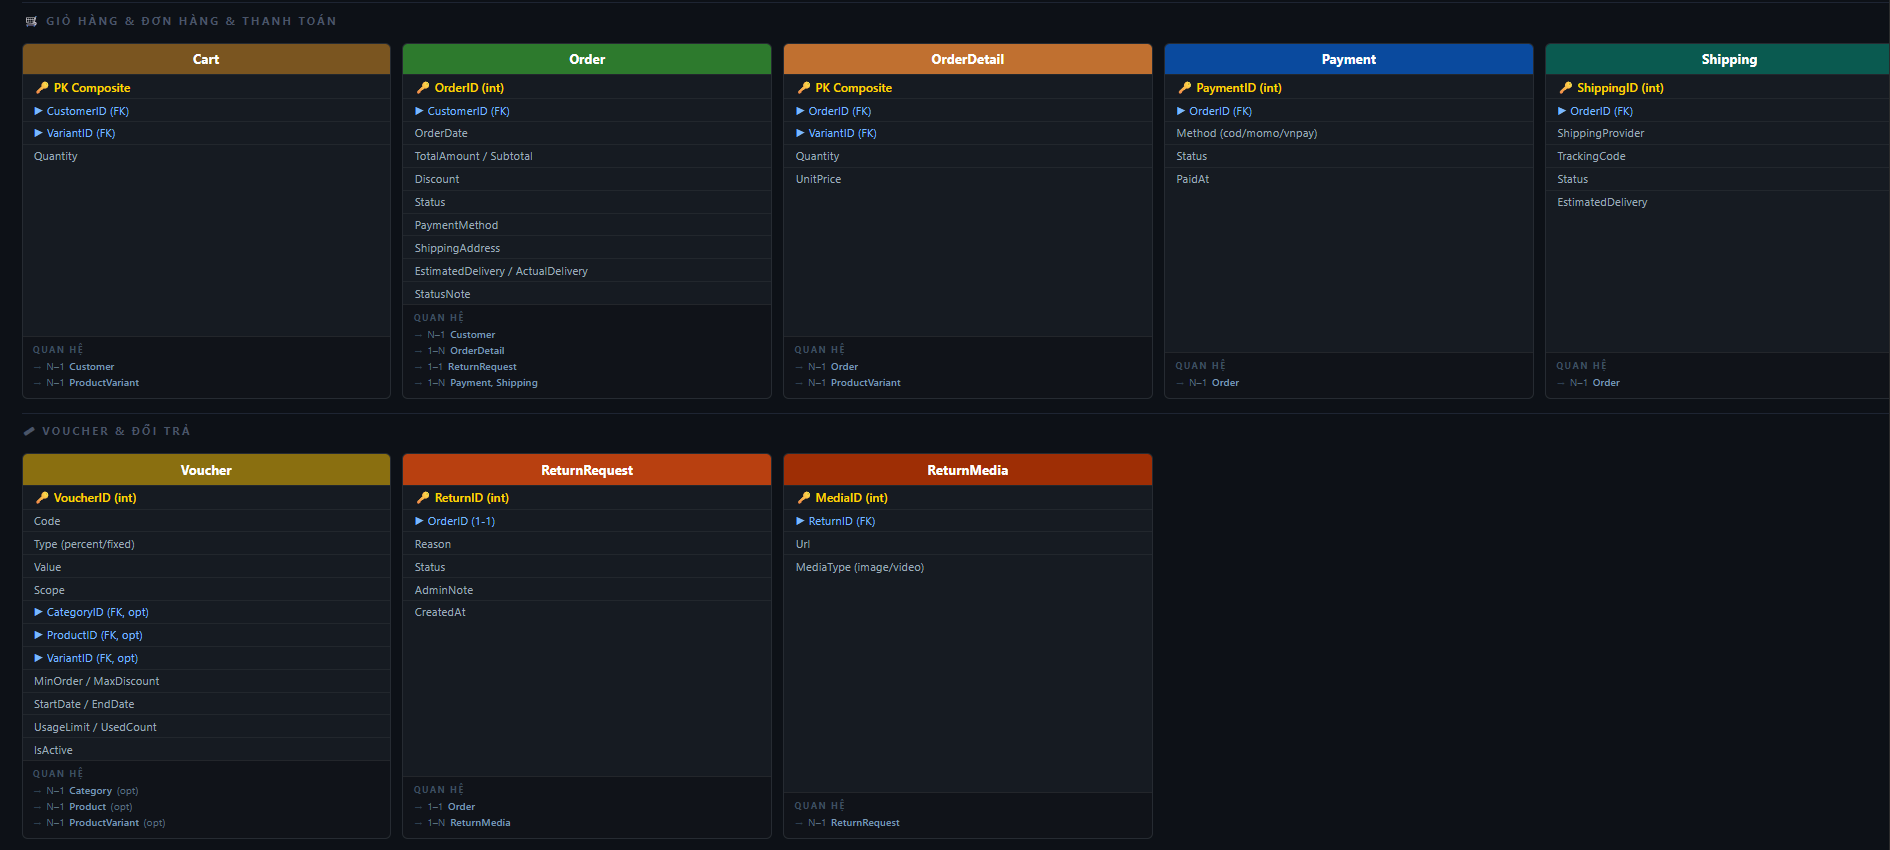 GIỎ HÀNG & ĐƠN HÀNG & THANH TOÁN
Cart
PK Composite
CustomerID (FK)
VariantID (FK)
Quantity
QUAN HỆ
→ N–1 Customer
→ N–1 ProductVariant
Order
OrderID (int)
▶ CustomerID (FK)
OrderDate
TotalAmount / Subtotal
Discount
Status
PaymentMethod
ShippingAddress
EstimatedDelivery / ActualDelivery
StatusNote
QUAN HỆ
→ N–1 Customer
→ 1–N OrderDetail
→ 1–1 ReturnRequest
→ 1–N Payment, Shipping
OrderDetail
PK Composite
▶ OrderID (FK)
▶ VariantID (FK)
Quantity
UnitPrice
QUAN HỆ
→ N–1 Order
→ N–1 ProductVariant
Payment
PaymentID (int)
▶ OrderID (FK)
Method (cod/momo/vnpay)
Status
PaidAt
QUAN HỆ
→ N–1 Order
Shipping
ShippingID (int)
▶ OrderID (FK)
ShippingProvider
TrackingCode
Status
EstimatedDelivery
QUAN HỆ
→ N–1 Order
VOUCHER & ĐỔI TRẢ
Voucher
VoucherID (int)
Code
Type (percent/fixed)
Value
Scope
▶ CategoryID (FK, opt)
▶ ProductID (FK, opt)
▶ VariantID (FK, opt)
MinOrder / MaxDiscount
StartDate / EndDate
UsageLimit / UsedCount
IsActive
QUAN HỆ
→ N–1 Category (opt)
→ N–1 Product (opt)
→ N–1 ProductVariant (opt)
ReturnRequest
ReturnID (int)
▶ OrderID (1-1)
Reason
Status
AdminNote
CreatedAt
QUAN HỆ
→ 1–1 Order
→ 1–N ReturnMedia
ReturnMedia
MediaID (int)
▶ ReturnID (FK)
Url
MediaType (image/video)
QUAN HỆ
→ N–1 ReturnRequest